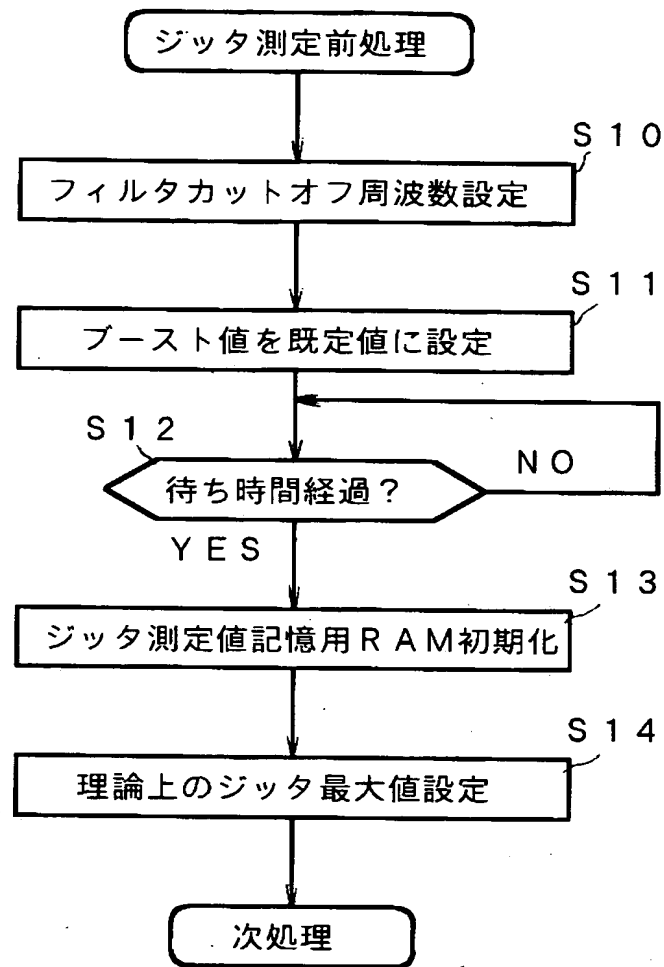 ジッタ測定前処理
S10
フィルタカットオフ周波数設定
S11
ブースト値を既定値に設定
S12
待ち時間経過?
NO
YES
S13
ジッタ測定値記憶用RAM初期化
S14
理論上のジッタ最大値設定
次処理